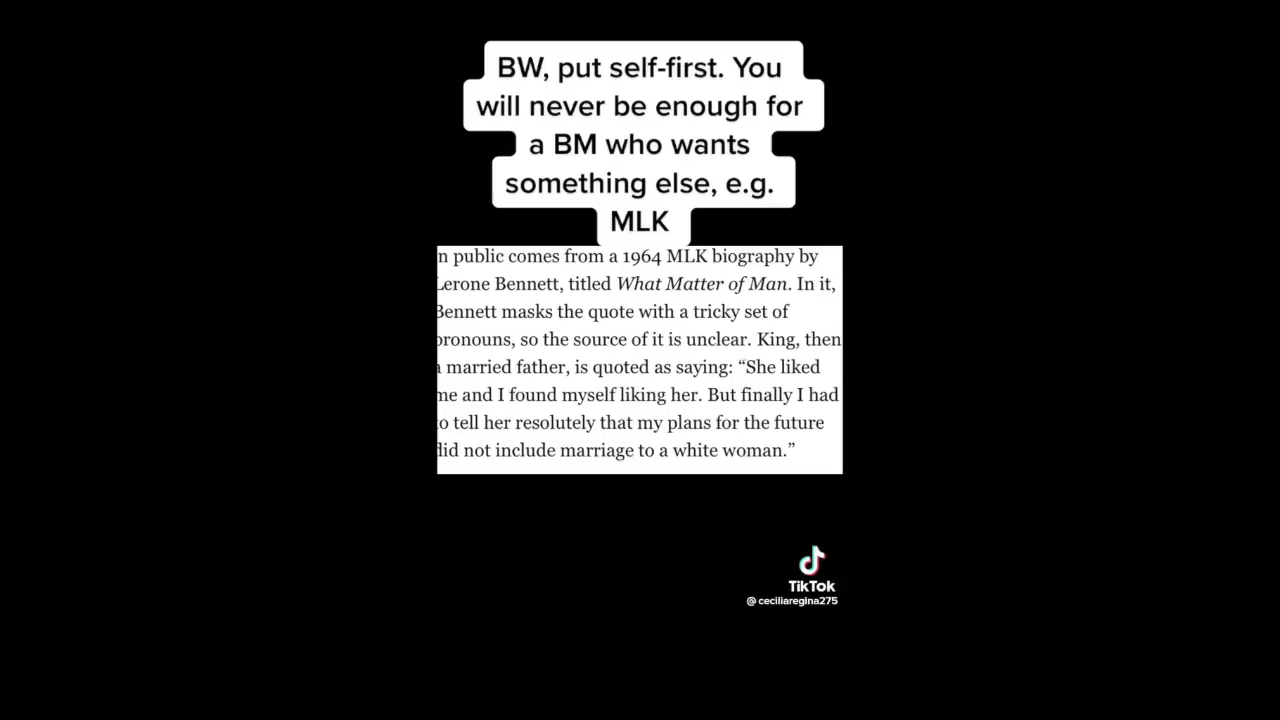 BW, put self-first. You
will never be enough for
a BM who wants
something else, e.g.
MLK
n public comes from a 1964 MLK biography by
Lerone Bennett, titled What Matter of Man. In it,
Bennett masks the quote with a tricky set of
pronouns, so the source of it is unclear. King, then
a married father, is quoted as saying: “She liked
me and I found myself liking her. But finally I had
to tell her resolutely that my plans for the future
did not include marriage to a white woman.”
TikTok
@ ceciliaregina275